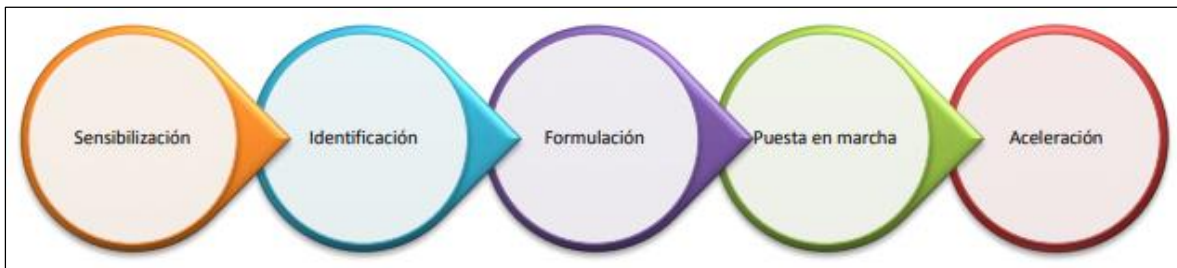 Sensibilización
Identificación
Formulación
Puesta en marcha
Aceleración